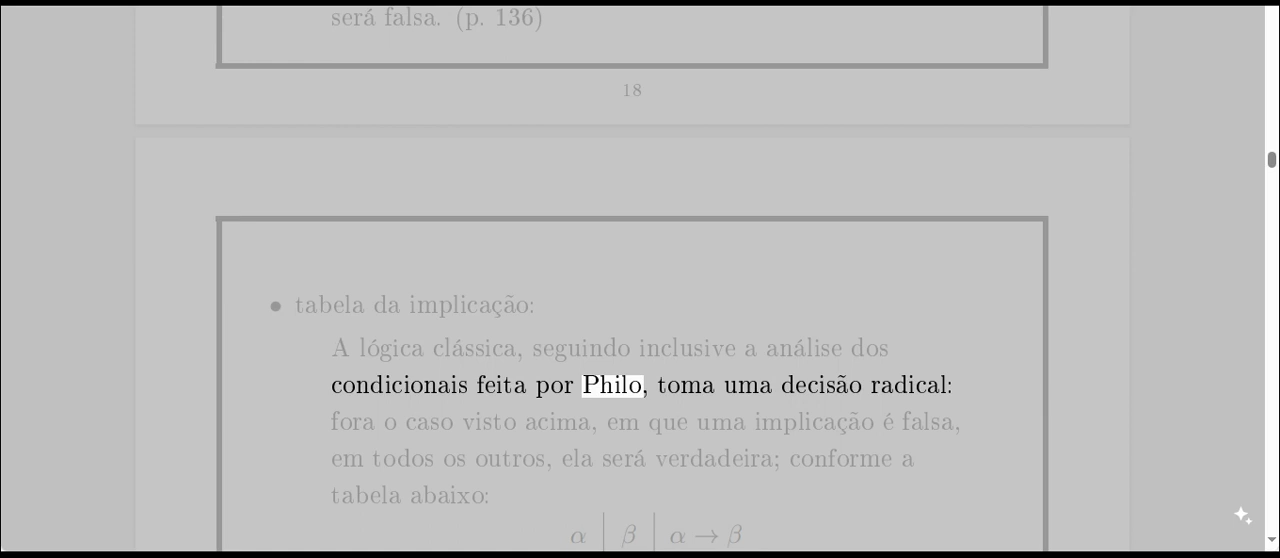 será falsa. (p. 136)
18
• tabela da implicação:
A lógica clássica, seguindo inclusive a análise dos
condicionais feita por Philo, toma uma decisão radical:
fora o caso visto acima, em que uma implicação é falsa,
em todos os outros, ela será verdadeira; conforme a
tabela abaixo:
α | β | α → β